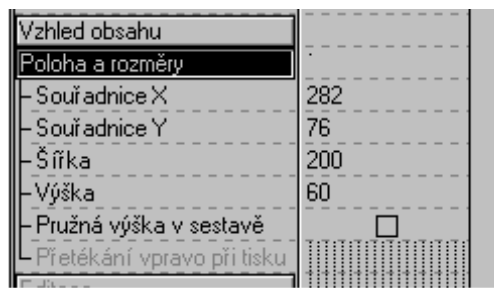 Vzhled obsahu
Poloha a rozměry
Souřadnice X 282
Souřadnice Y 76
Šířka 200
Výška 60
Pružná výška v sestavě
Přetékání vpravo při tisku